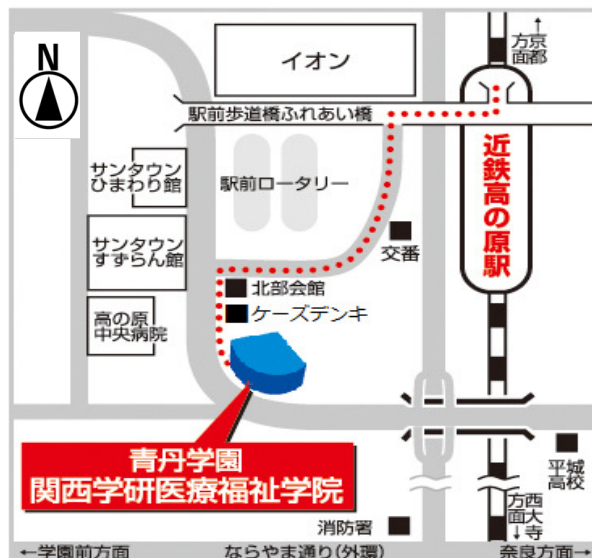 N
イオン
↑
京都
方面
駅前歩道橋ふれあい橋
近鉄高の原駅
サンタウン
ひまわり館
駅前ロータリー
サンタウン
すずらん館
交番
北部会館
ケーズデンキ
高の原
中央病院
青丹学園
関西学研医療福祉学院
平城
高校
西大寺
方面↓
消防署
←学園前方面
ならやま通り(外環)
奈良方面→